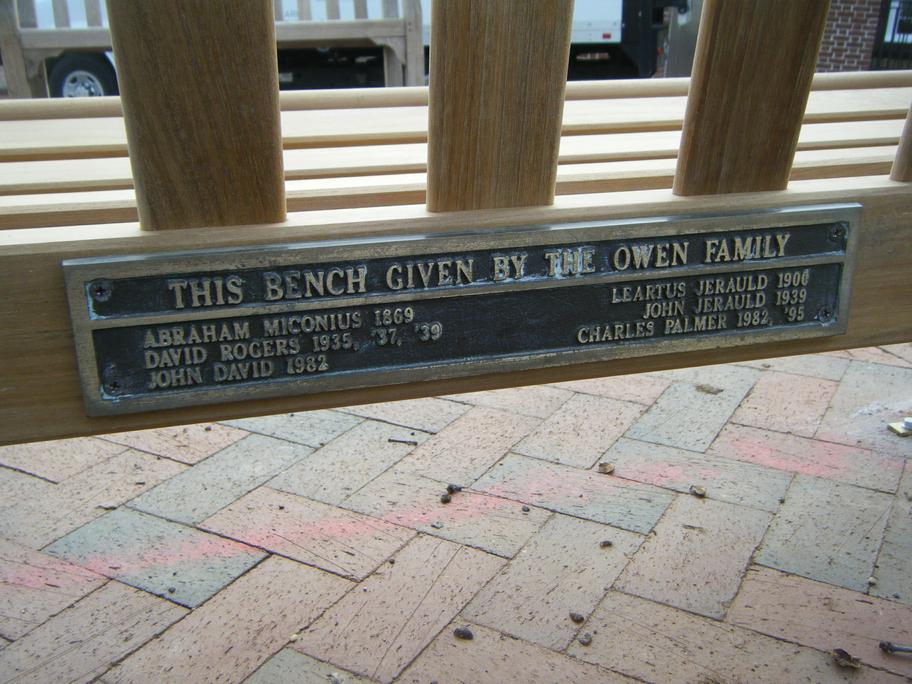 THIS BENCH GIVEN BY THE OWEN FAMILY
ABRAHAM MICONIUS 1869
DAVID ROGERS 1935, '37, '39
JOHN DAVID 1982
LEARTUS JERAULD 1900
JOHN JERAULD 1939
CHARLES PALMER 1982, '95